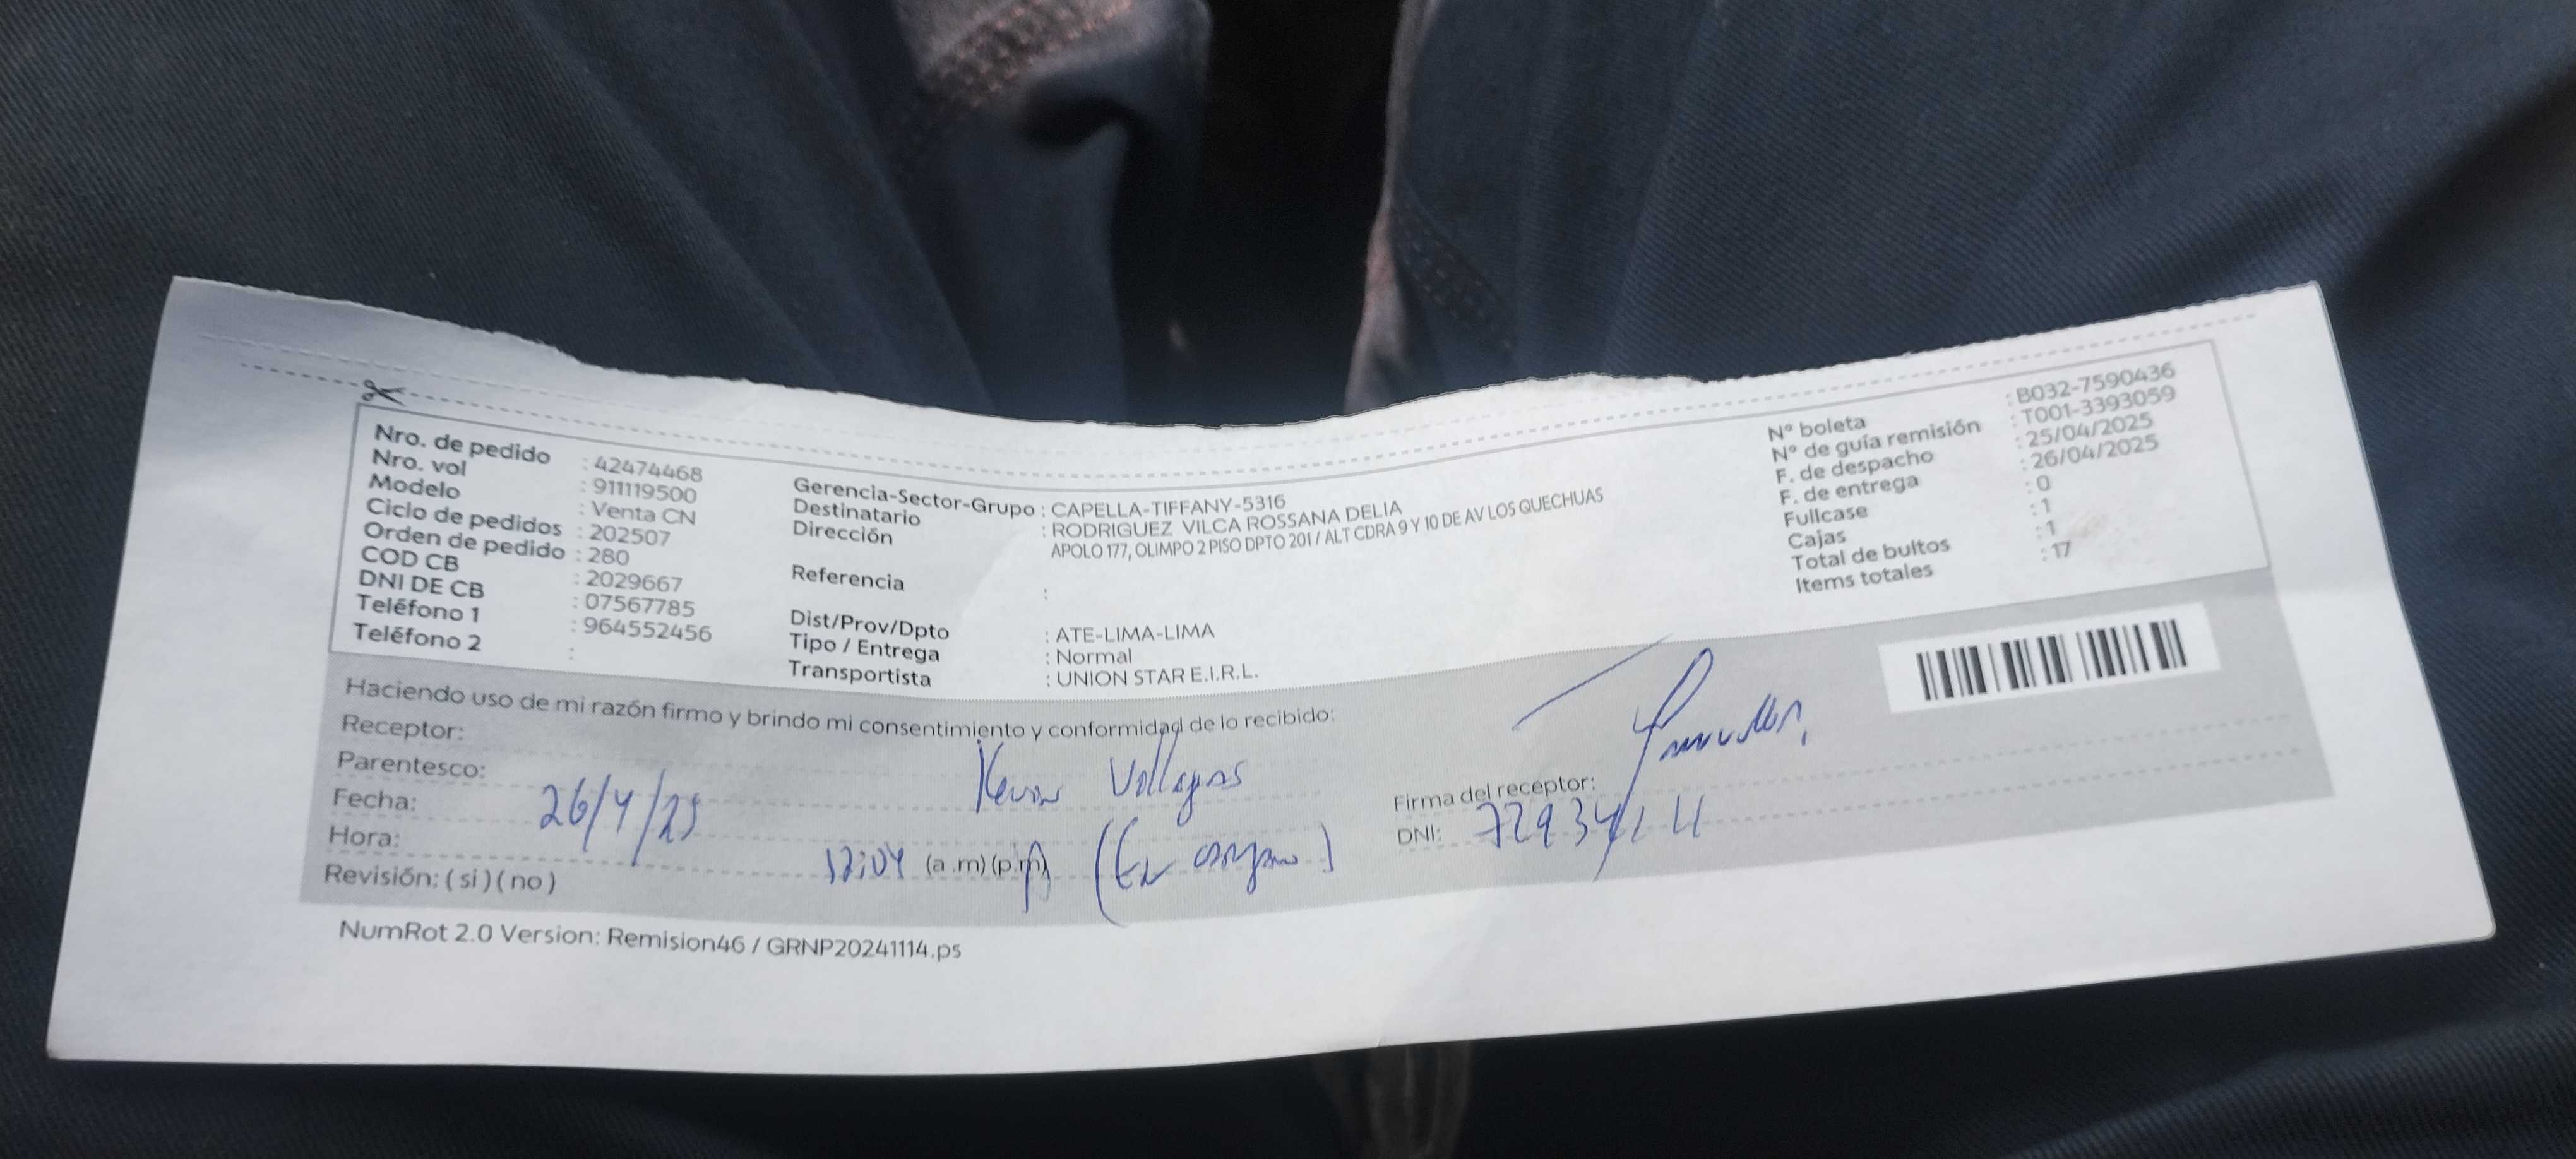 Nro. de pedido : 42474468
Nro. vol : 911119500
Modelo : Venta CN
Ciclo de pedidos : 202507
Orden de pedido : 280
COD CB : 2029667
DNI DE CB : 07567785
Teléfono 1 : 964552456
Teléfono 2 :
Gerencia-Sector-Grupo : CAPELLA-TIFFANY-5316
Destinatario : RODRIGUEZ VILCA ROSSANA DELIA
Dirección APOLO 177, OLIMPO 2 PISO DPTO 201 / ALT CDRA 9 Y 10 DE AV LOS QUECHUAS
Referencia :
Dist/Prov/Dpto : ATE-LIMA-LIMA
Tipo / Entrega : Normal
Transportista : UNION STAR E.I.R.L.
N° boleta : B032-7590436
N° de guía remisión : T001-3393059
F. de despacho : 25/04/2025
F. de entrega : 26/04/2025
Fullcase : 0
Cajas : 1
Total de bultos : 1
Items totales : 17
Haciendo uso de mi razón firmo y brindo mi consentimiento y conformidad de lo recibido:
Receptor:
Parentesco: Kevin Villegas
Fecha: 26/4/25
Hora: 12:04 (a .m) (p.m)
Revisión: ( si ) ( no )
Firma del receptor:
DNI:
NumRot 2.0 Version: Remision46 / GRNP20241114.ps